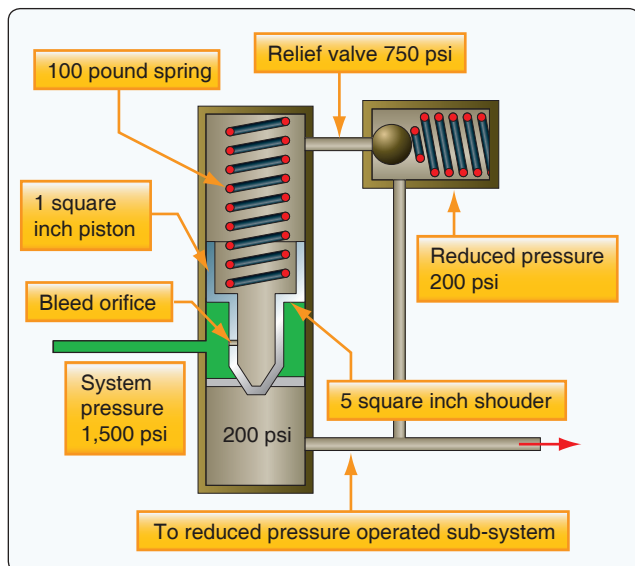 Relief valve 750 psi
100 pound spring
1 square
inch piston
Reduced pressure
200 psi
Bleed orifice
System
pressure
1,500 psi
5 square inch shouder
200 psi
To reduced pressure operated sub-system